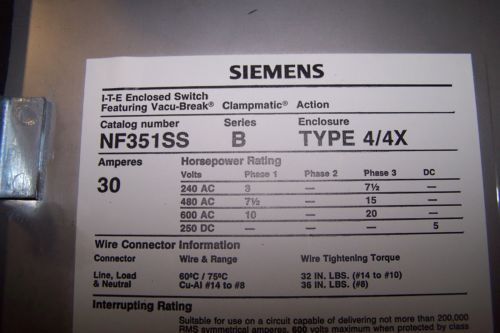 SIEMENS
I-T-E Enclosed Switch
Featuring Vacu-Break® Clampmatic® Action
Catalog number Series Enclosure
NF351SS B TYPE 4/4X
Amperes Horsepower Rating
30 Volts Phase 1 Phase 2 Phase 3 DC
240 AC 3 — 7½ —
480 AC 7½ — 15 —
600 AC 10 — 20 —
250 DC — — — 5
Wire Connector Information
Connector Wire & Range Wire Tightening Torque
Line, Load 60ºC / 75ºC 32 IN. LBS. (#14 to #10)
& Neutral Cu-Al #14 to #8 36 IN. LBS. (#8)
Interrupting Rating
Suitable for use on a circuit capable of delivering not more than 200,000
RMS symmetrical amperes, 600 volts maximum when protected by class